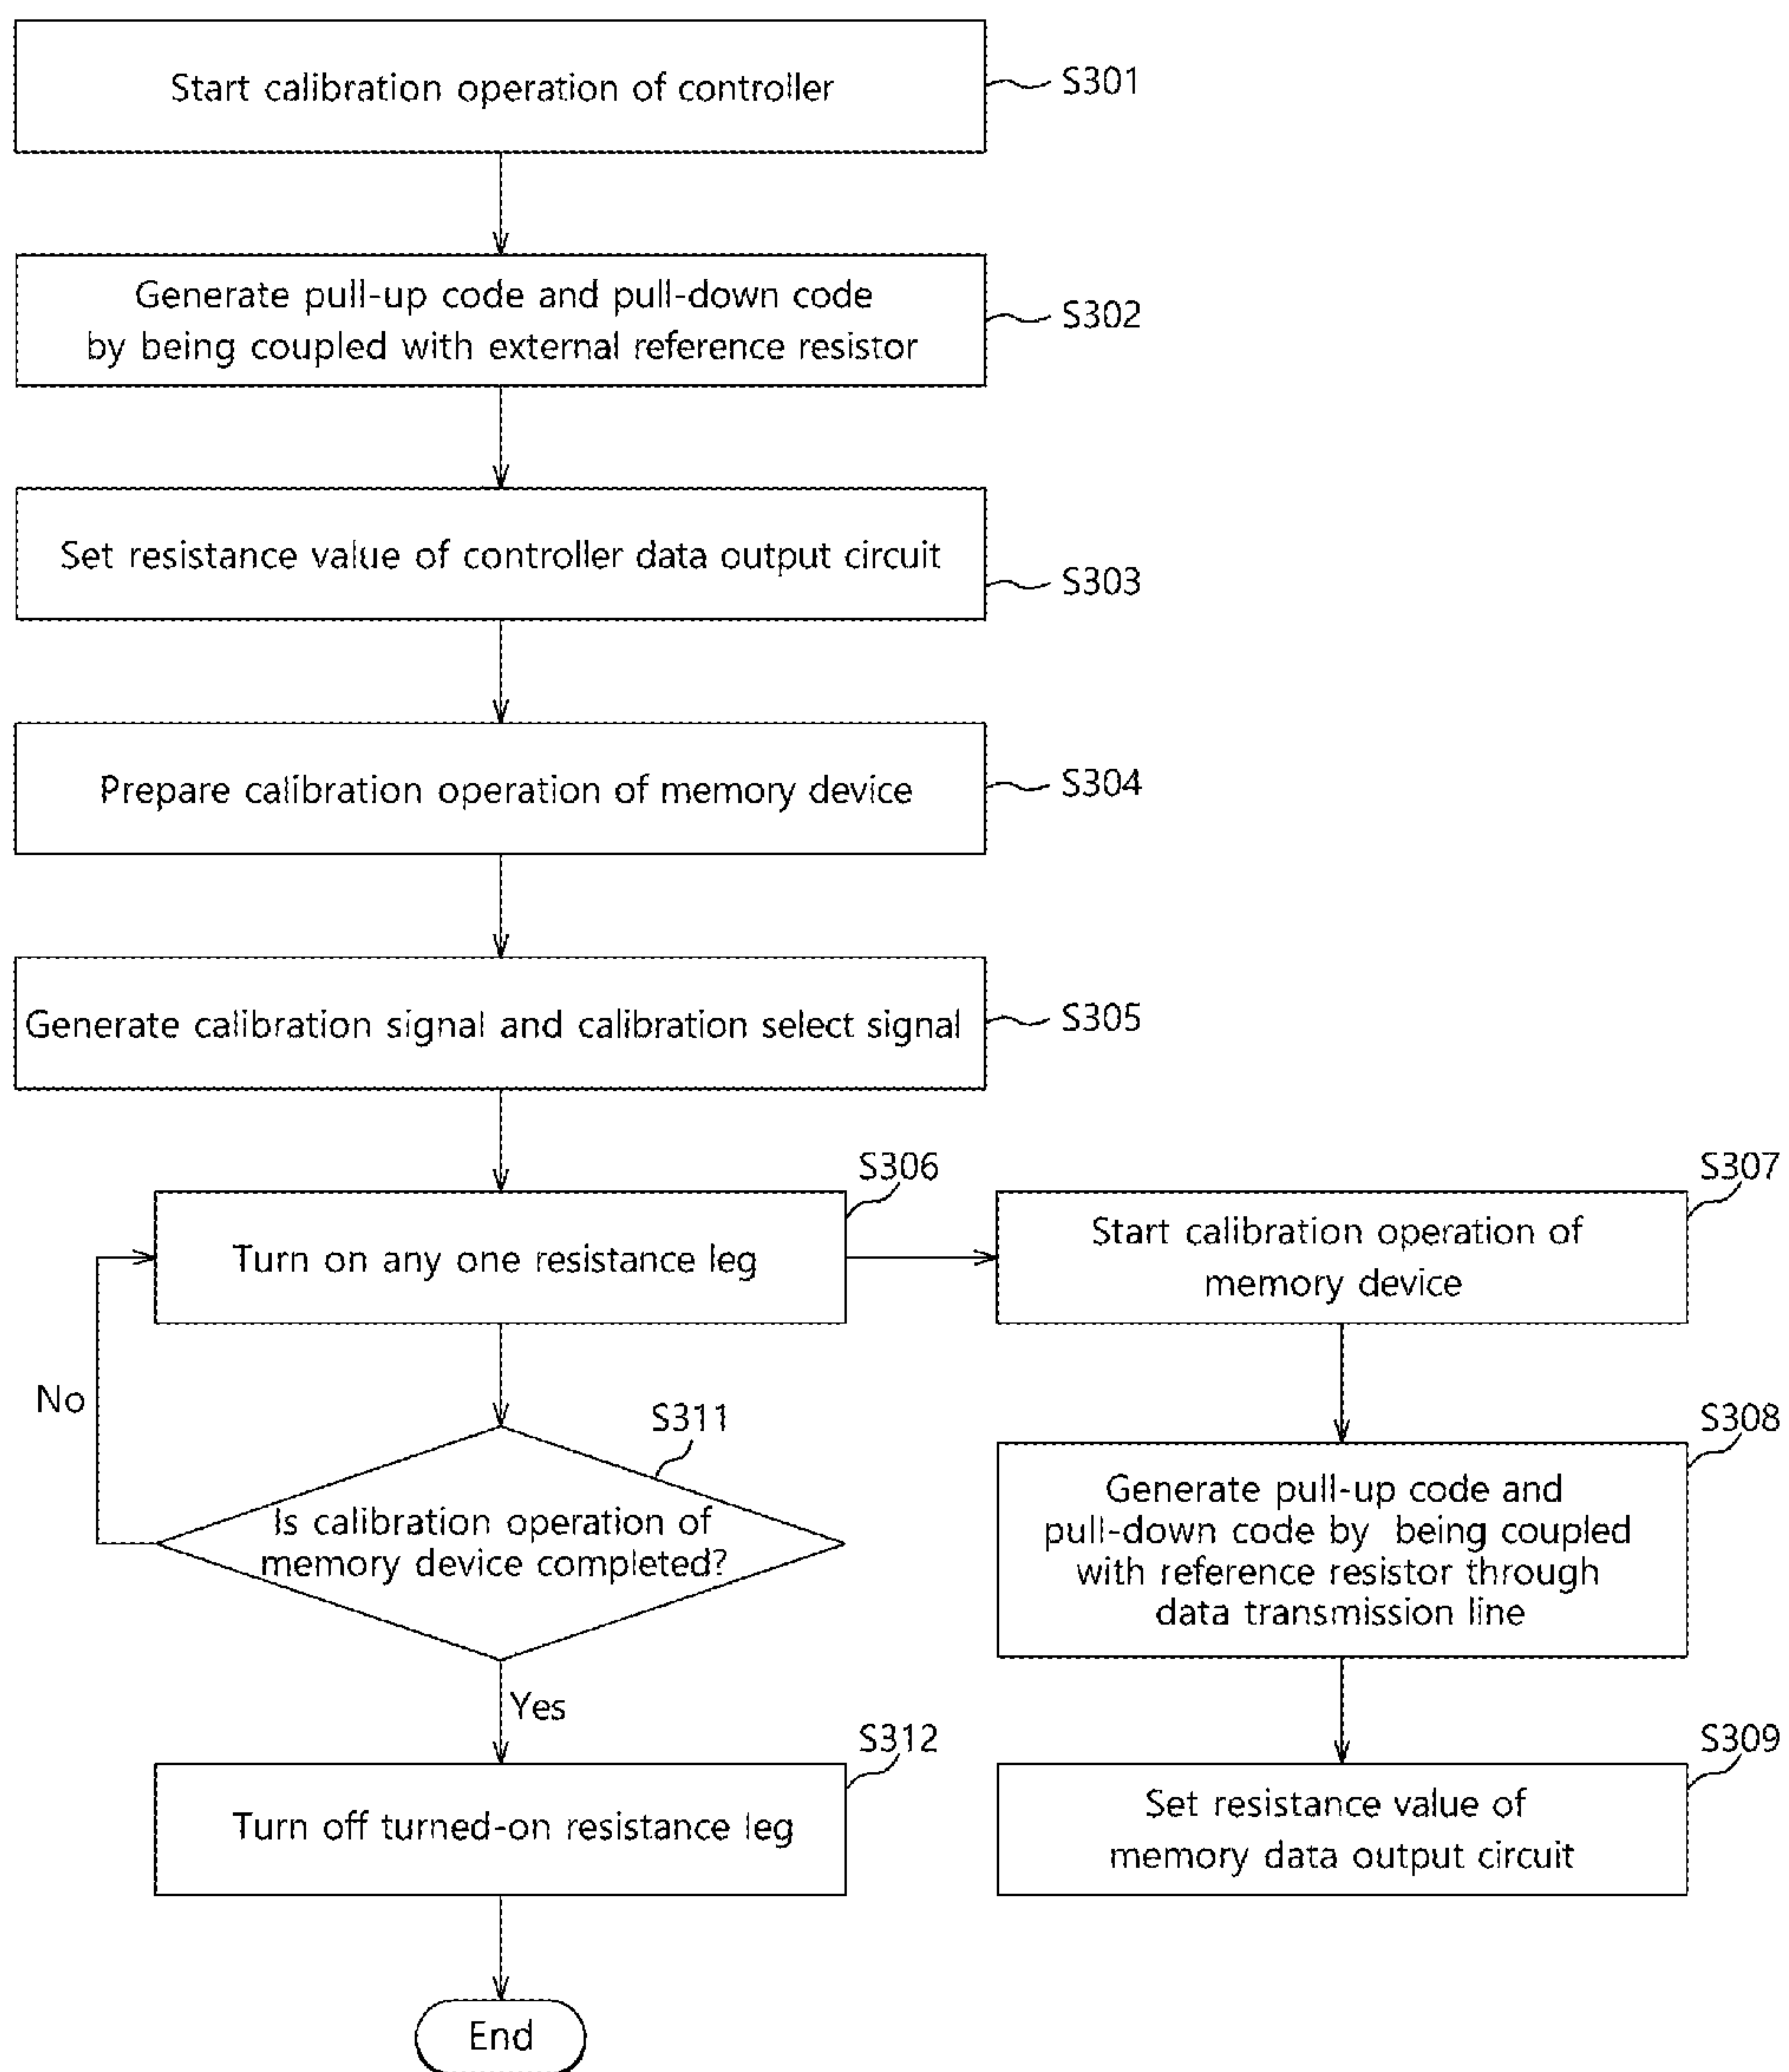 Start calibration operation of controller
S301
Generate pull-up code and pull-down code
by being coupled with external reference resistor
S302
Set resistance value of controller data output circuit
S303
Prepare calibration operation of memory device
S304
Generate calibration signal and calibration select signal
S305
S306
Turn on any one resistance leg
S307
Start calibration operation of
memory device
No
S311
Is calibration operation of
memory device completed?
S308
Generate pull-up code and
pull-down code by being coupled
with reference resistor through
data transmission line
Yes
S312
Turn off turned-on resistance leg
S309
Set resistance value of
memory data output circuit
End